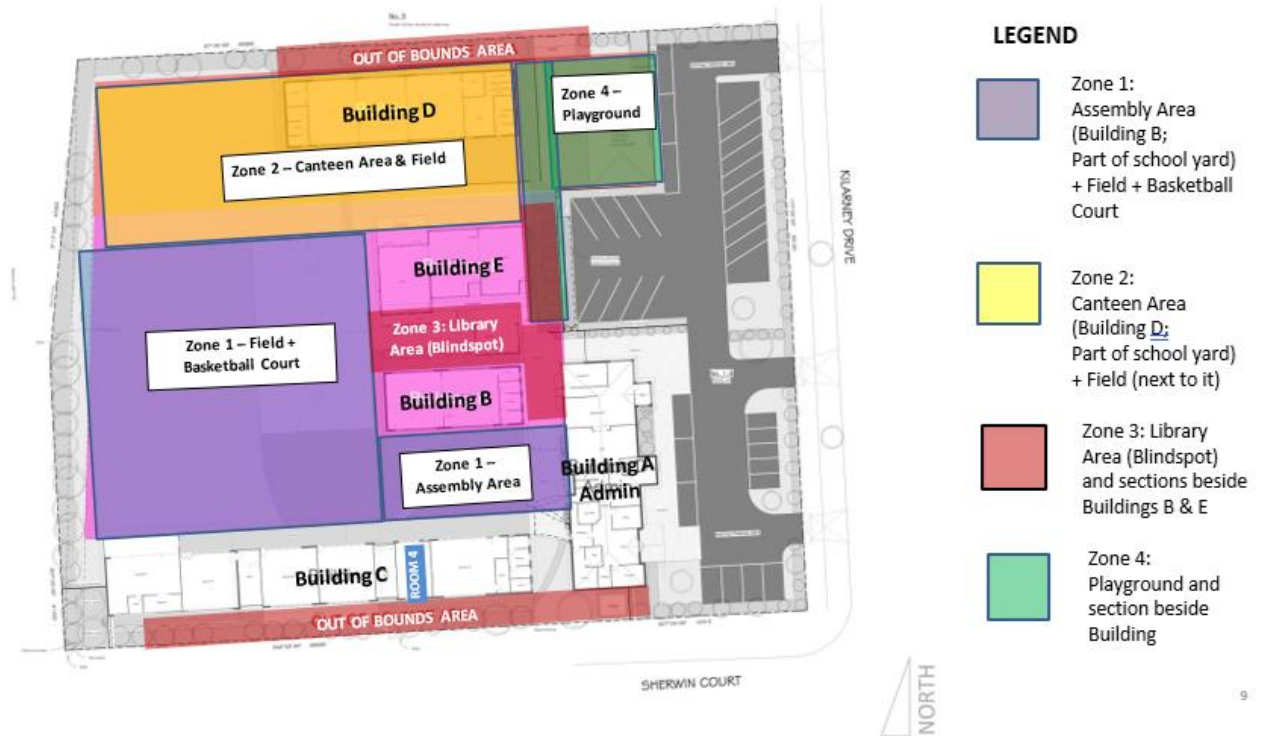 No.3
OUT OF BOUNDS AREA
Building D
Zone 4 –
Playground
Zone 2 – Canteen Area & Field
KILARNEY DRIVE
Building E
Zone 3: Library
Area (Blindspot)
Zone 1 – Field +
Basketball Court
Building B
Zone 1 –
Assembly Area
Building A
Admin
Building C
ROOM 4
OUT OF BOUNDS AREA
SHERWIN COURT
NORTH
LEGEND
Zone 1:
Assembly Area
(Building B;
Part of school yard)
+ Field + Basketball
Court
Zone 2:
Canteen Area
(Building D;
Part of school yard)
+ Field (next to it)
Zone 3: Library
Area (Blindspot)
and sections beside
Buildings B & E
Zone 4:
Playground and
section beside
Building
9